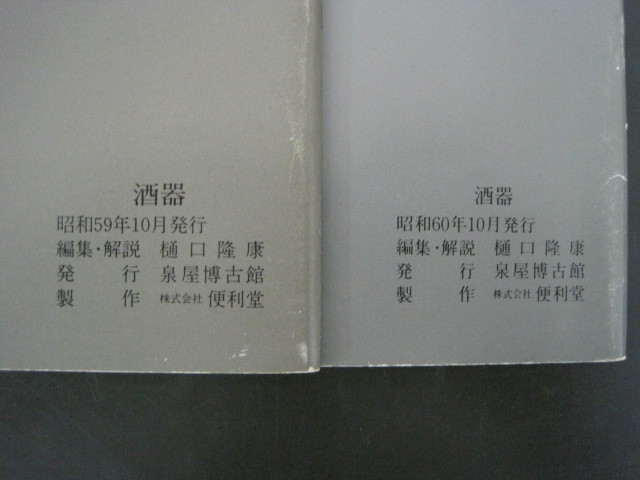 酒器
昭和59年10月発行
編集・解説 樋口隆康
発行 泉屋博古館
製作 株式会社 便利堂
酒器
昭和60年10月発行
編集・解説 樋口隆康
発行 泉屋博古館
製作 株式会社 便利堂